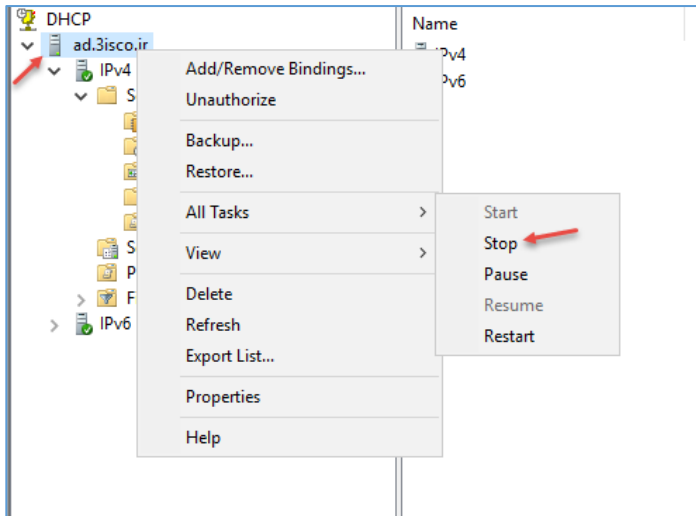 DHCP
Name
ad.3isco.ir
IPv4
IPv4
Add/Remove Bindings...
Pv6
S
Unauthorize
Backup...
Restore...
All Tasks
Start
Stop
S
View
P
Pause
Delete
Resume
F
IPv6
Refresh
Restart
Export List...
Properties
Help